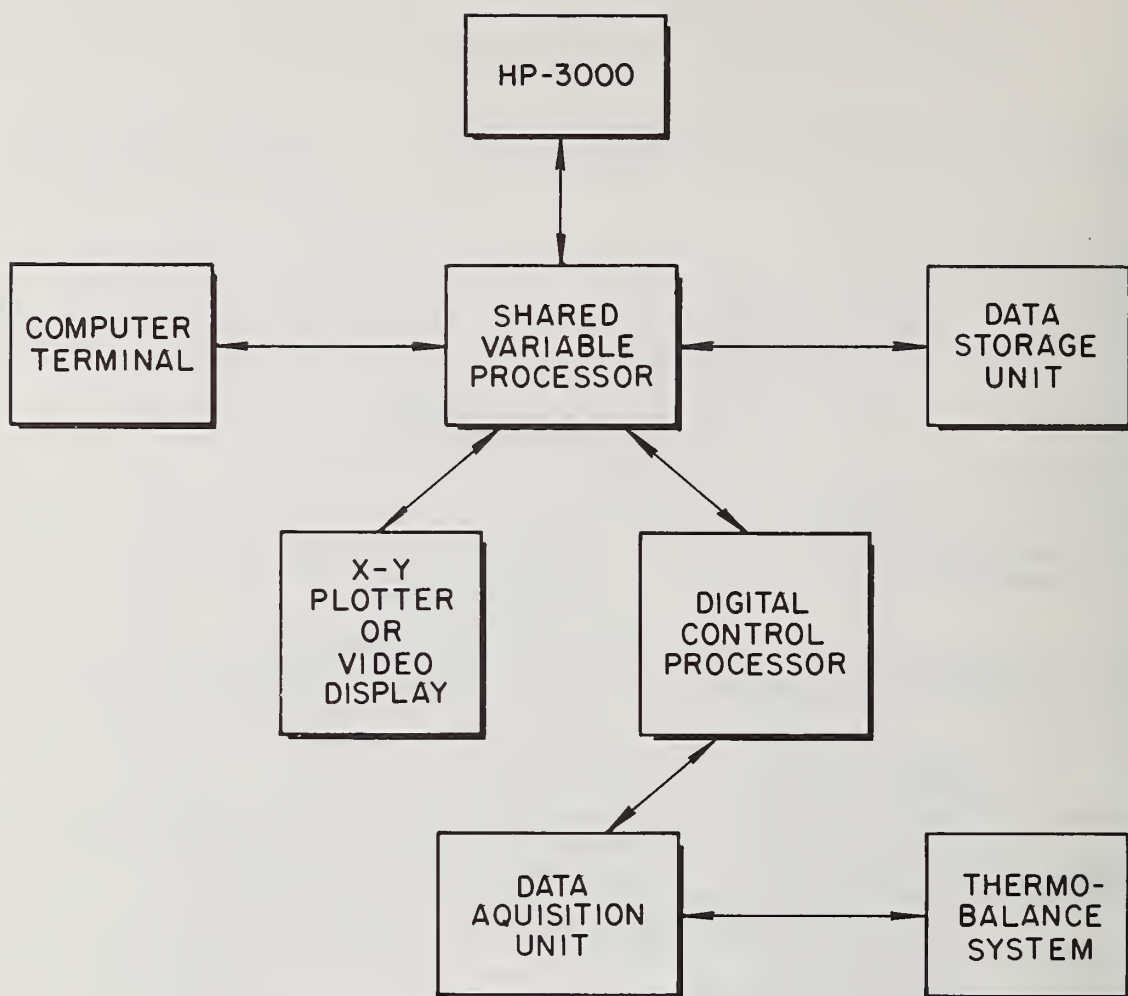 HP-3000
COMPUTER
TERMINAL
SHARED
VARIABLE
PROCESSOR
DATA
STORAGE
UNIT
X-Y
PLOTTER
OR
VIDEO
DISPLAY
DIGITAL
CONTROL
PROCESSOR
DATA
AQUISITION
UNIT
THERMO-
BALANCE
SYSTEM